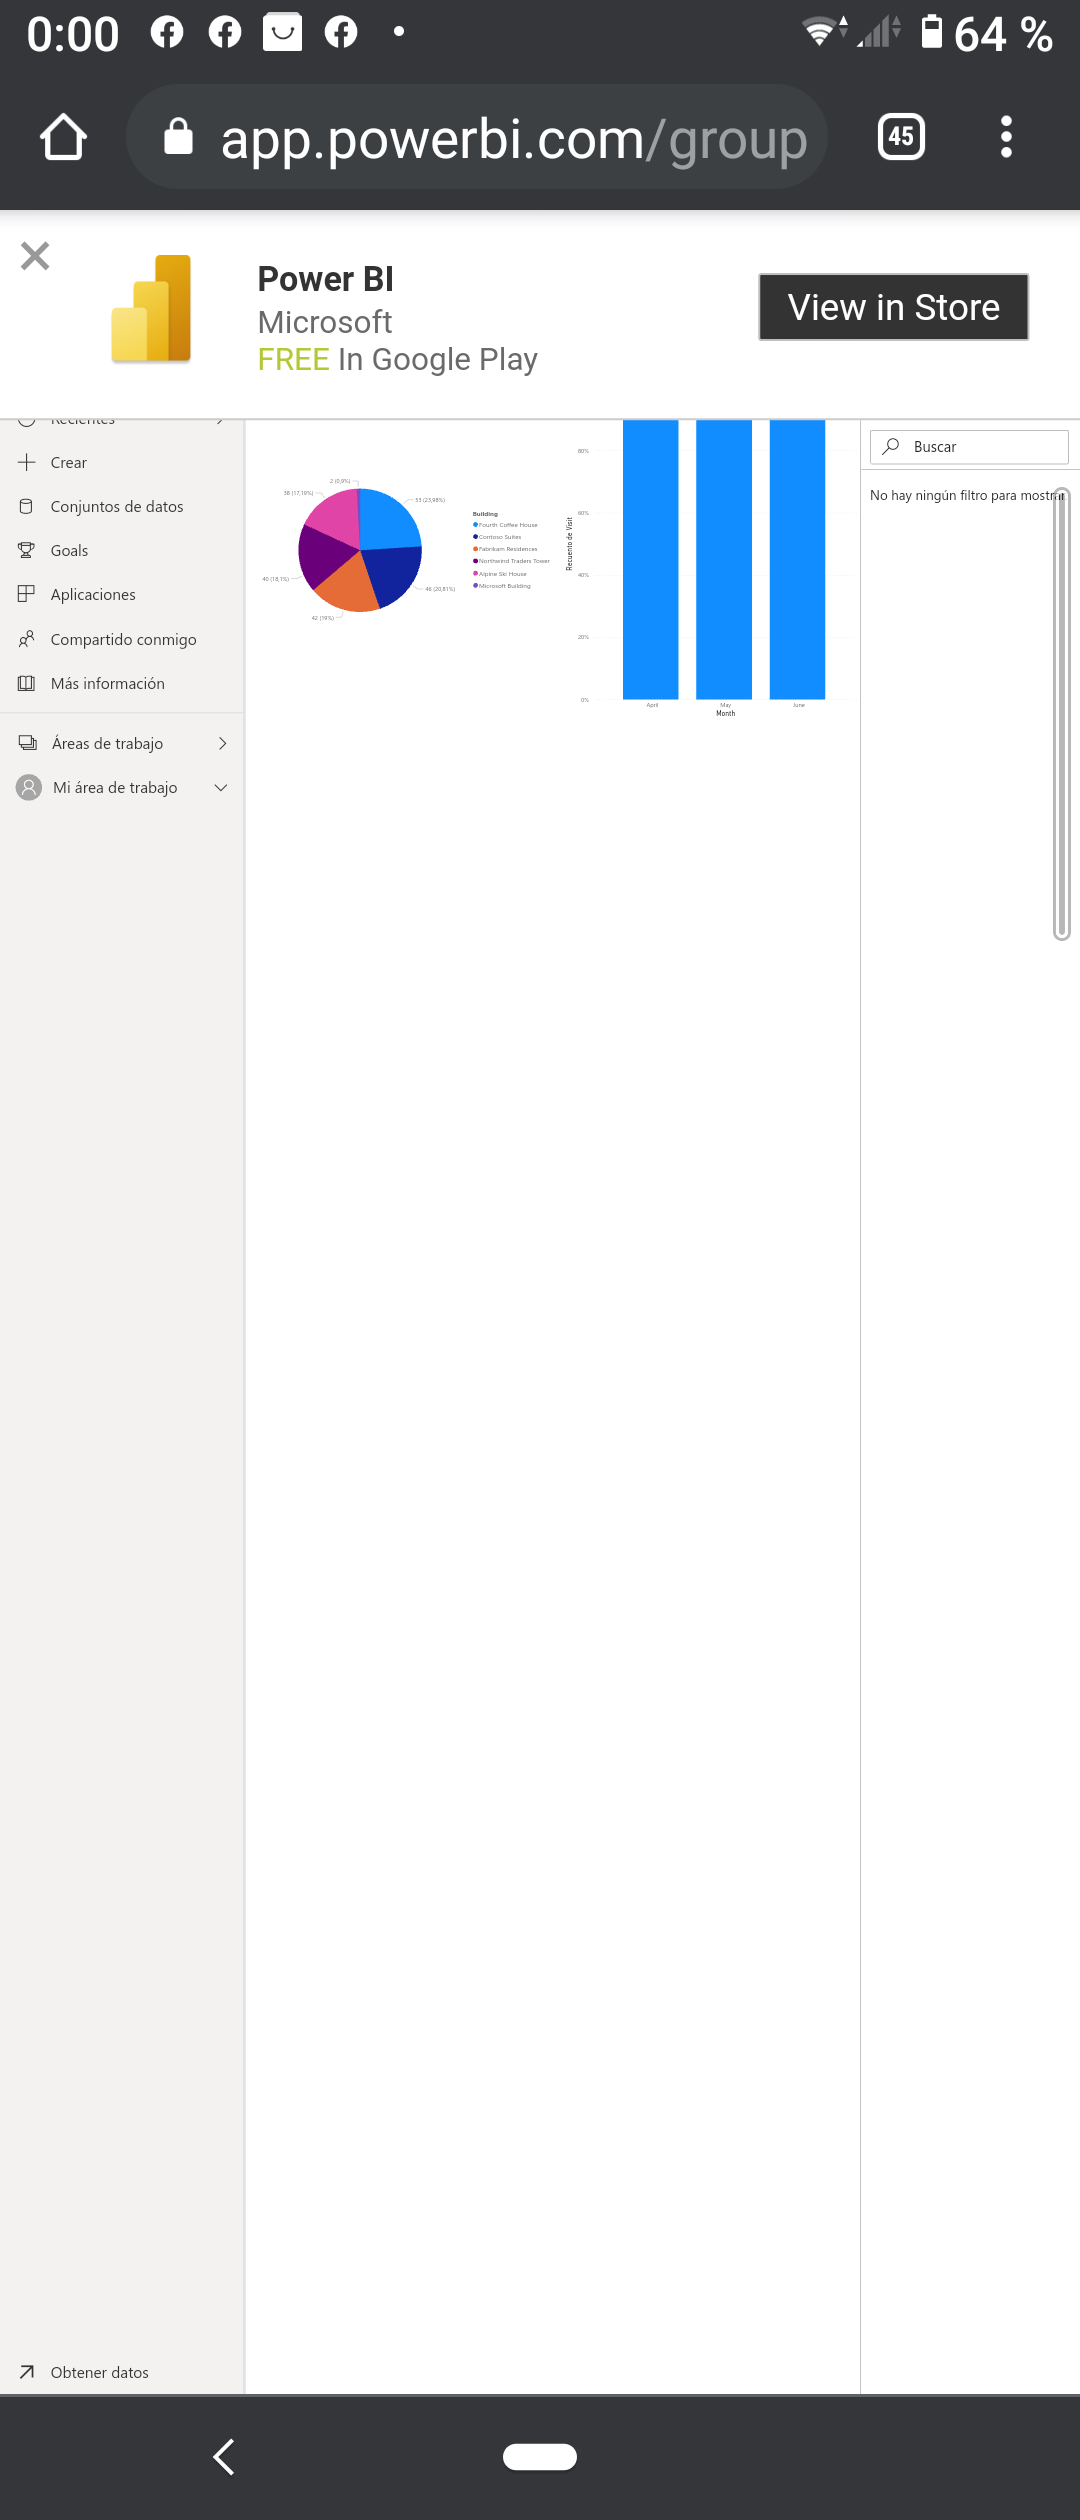 0:00
64 %
app.powerbi.com/group
45
Power BI
Microsoft
FREE In Google Play
View in Store
Recientes
Crear
Conjuntos de datos
Goals
Aplicaciones
Compartido conmigo
Más información
Áreas de trabajo
Mi área de trabajo
Obtener datos
2 (0,9%)
38 (17,19%)
53 (23,98%)
40 (18,1%)
46 (20,81%)
42 (19%)
Building
Fourth Coffee House
Contoso Suites
Fabrikam Residences
Northwind Traders Tower
Alpine Ski House
Microsoft Building
Recuento de Visit
80%
60%
40%
20%
0%
April
May
June
Month
Buscar
No hay ningún filtro para mostrar